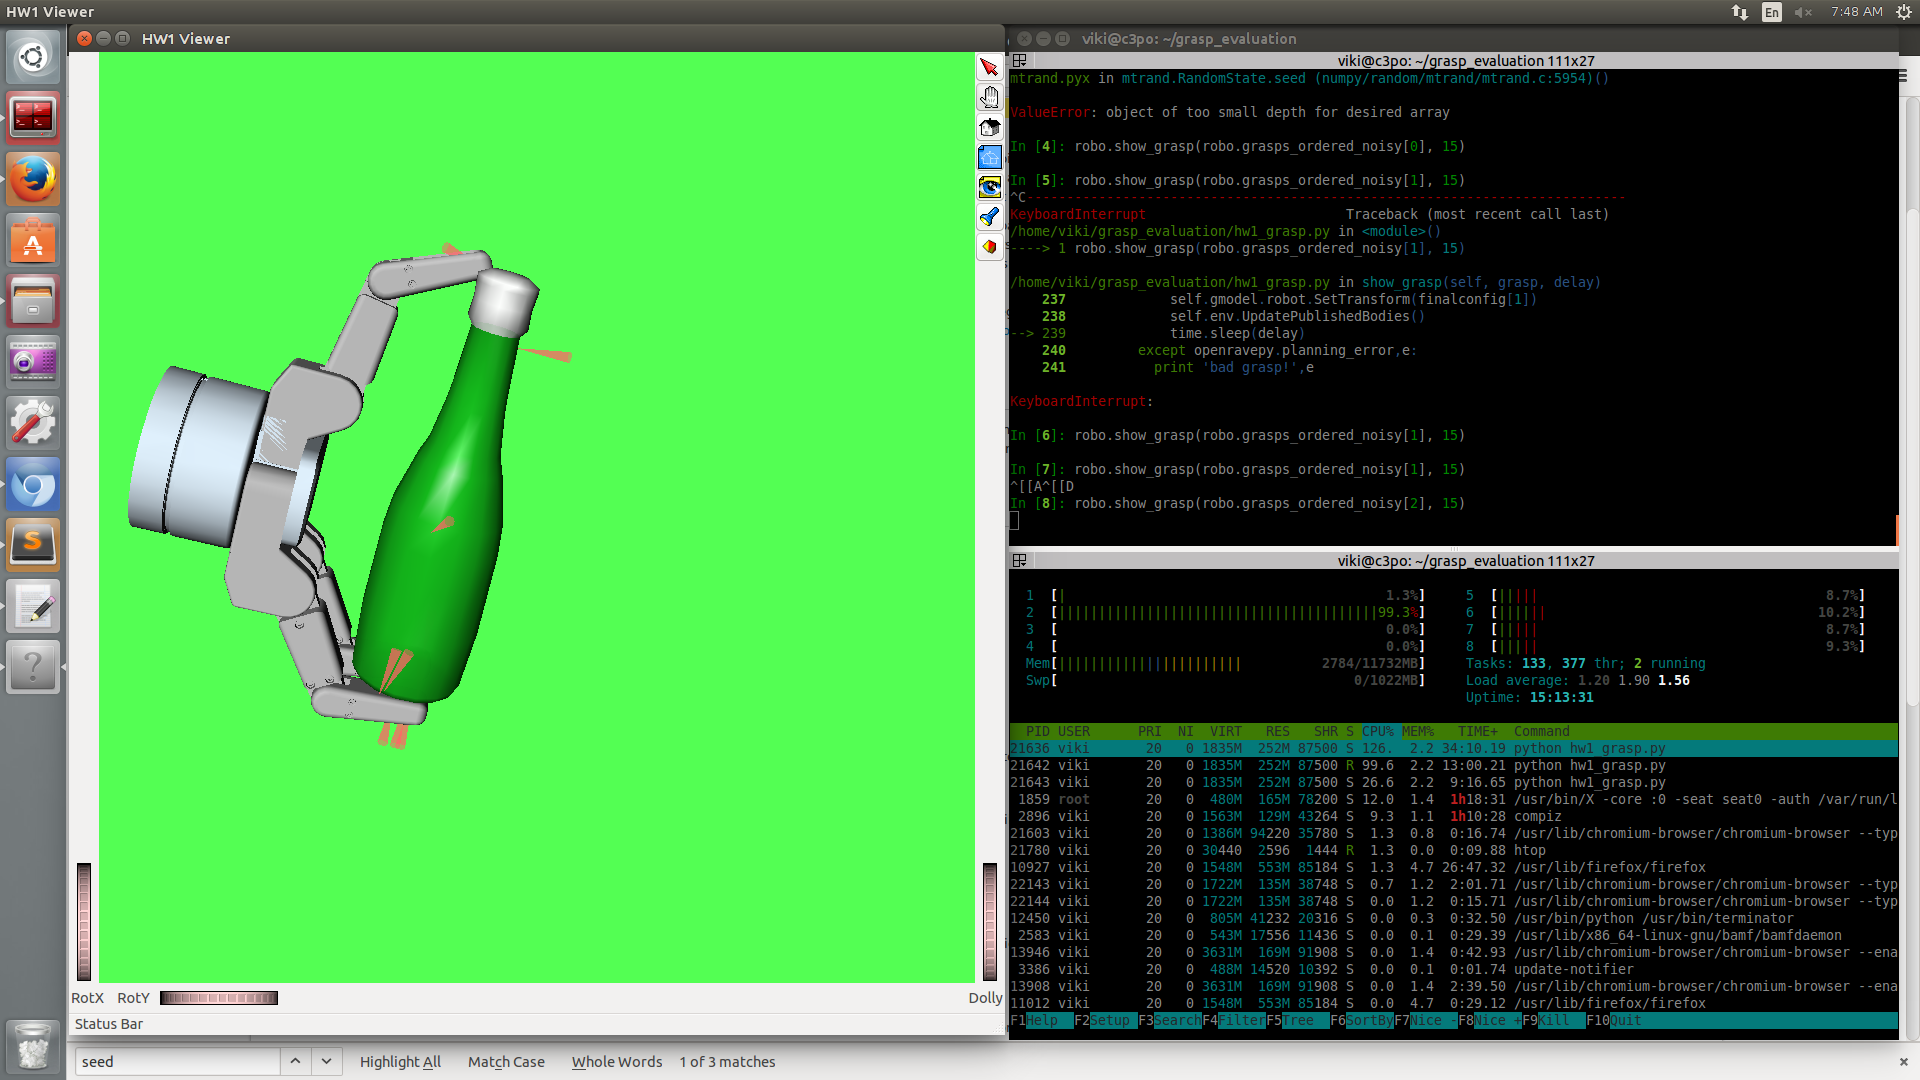 HW1 Viewer
En
7:48 AM
HW1 Viewer
RotX RotY
Dolly
Status Bar
viki@c3po: ~/grasp_evaluation
viki@c3po: ~/grasp_evaluation 111x27
mtrand.pyx in mtrand.RandomState.seed (numpy/random/mtrand/mtrand.c:5954)()
ValueError: object of too small depth for desired array
In [4]: robo.show_grasp(robo.grasps_ordered_noisy[0], 15)
In [5]: robo.show_grasp(robo.grasps_ordered_noisy[1], 15)
^C---------------------------------------------------------------------------
KeyboardInterrupt                         Traceback (most recent call last)
/home/viki/grasp_evaluation/hw1_grasp.py in <module>()
----> 1 robo.show_grasp(robo.grasps_ordered_noisy[1], 15)
/home/viki/grasp_evaluation/hw1_grasp.py in show_grasp(self, grasp, delay)
237             self.gmodel.robot.SetTransform(finalconfig[1])
238             self.env.UpdatePublishedBodies()
--> 239             time.sleep(delay)
240         except openravepy.planning_error,e:
241           print 'bad grasp!',e
KeyboardInterrupt:
In [6]: robo.show_grasp(robo.grasps_ordered_noisy[1], 15)
In [7]: robo.show_grasp(robo.grasps_ordered_noisy[1], 15)
^[[A^[[D
In [8]: robo.show_grasp(robo.grasps_ordered_noisy[2], 15)
viki@c3po: ~/grasp_evaluation 111x27
1 [| 1.3%] 5 [||||| 8.7%]
2 [||||||||||||||||||||||||||||||||||||||||99.3%] 6 [|||||| 10.2%]
3 [ 0.0%] 7 [||||| 8.7%]
4 [ 0.0%] 8 [||||| 9.3%]
Mem[||||||||||||||||||||||| 2784/11732MB] Tasks: 133, 377 thr; 2 running
Swp[ 0/1022MB] Load average: 1.20 1.90 1.56
Uptime: 15:13:31
PID USER PRI NI VIRT RES SHR S CPU% MEM% TIME+ Command
21636 viki 20 0 1835M 252M 87500 S 126. 2.2 34:10.19 python hw1_grasp.py
21642 viki 20 0 1835M 252M 87500 R 99.6 2.2 13:00.21 python hw1_grasp.py
21643 viki 20 0 1835M 252M 87500 S 26.6 2.2 9:16.65 python hw1_grasp.py
1859 root 20 0 480M 165M 78200 S 12.0 1.4 1h18:31 /usr/bin/X -core :0 -seat seat0 -auth /var/run/l
2896 viki 20 0 1563M 129M 43264 S 9.3 1.1 1h10:28 compiz
21603 viki 20 0 1386M 94220 35780 S 1.3 0.8 0:16.74 /usr/lib/chromium-browser/chromium-browser --typ
21780 viki 20 0 30440 2596 1444 R 1.3 0.0 0:09.88 htop
10927 viki 20 0 1548M 553M 85184 S 1.3 4.7 26:47.32 /usr/lib/firefox/firefox
22143 viki 20 0 1722M 135M 38748 S 0.7 1.2 2:01.71 /usr/lib/chromium-browser/chromium-browser --typ
22144 viki 20 0 1722M 135M 38748 S 0.0 1.2 0:15.71 /usr/lib/chromium-browser/chromium-browser --typ
12450 viki 20 0 805M 41232 20316 S 0.0 0.3 0:32.50 /usr/bin/python /usr/bin/terminator
2583 viki 20 0 543M 17556 11436 S 0.0 0.1 0:29.39 /usr/lib/x86_64-linux-gnu/bamf/bamfdaemon
13946 viki 20 0 3631M 169M 91908 S 0.0 1.4 0:42.93 /usr/lib/chromium-browser/chromium-browser --ena
3386 viki 20 0 488M 14520 10392 S 0.0 0.1 0:01.74 update-notifier
13908 viki 20 0 3631M 169M 91908 S 0.0 1.4 2:39.50 /usr/lib/chromium-browser/chromium-browser --ena
11012 viki 20 0 1548M 553M 85184 S 0.0 4.7 0:29.12 /usr/lib/firefox/firefox
F1Help F2Setup F3SearchF4FilterF5Tree F6SortByF7Nice -F8Nice +F9Kill F10Quit
seed Highlight All Match Case Whole Words 1 of 3 matches